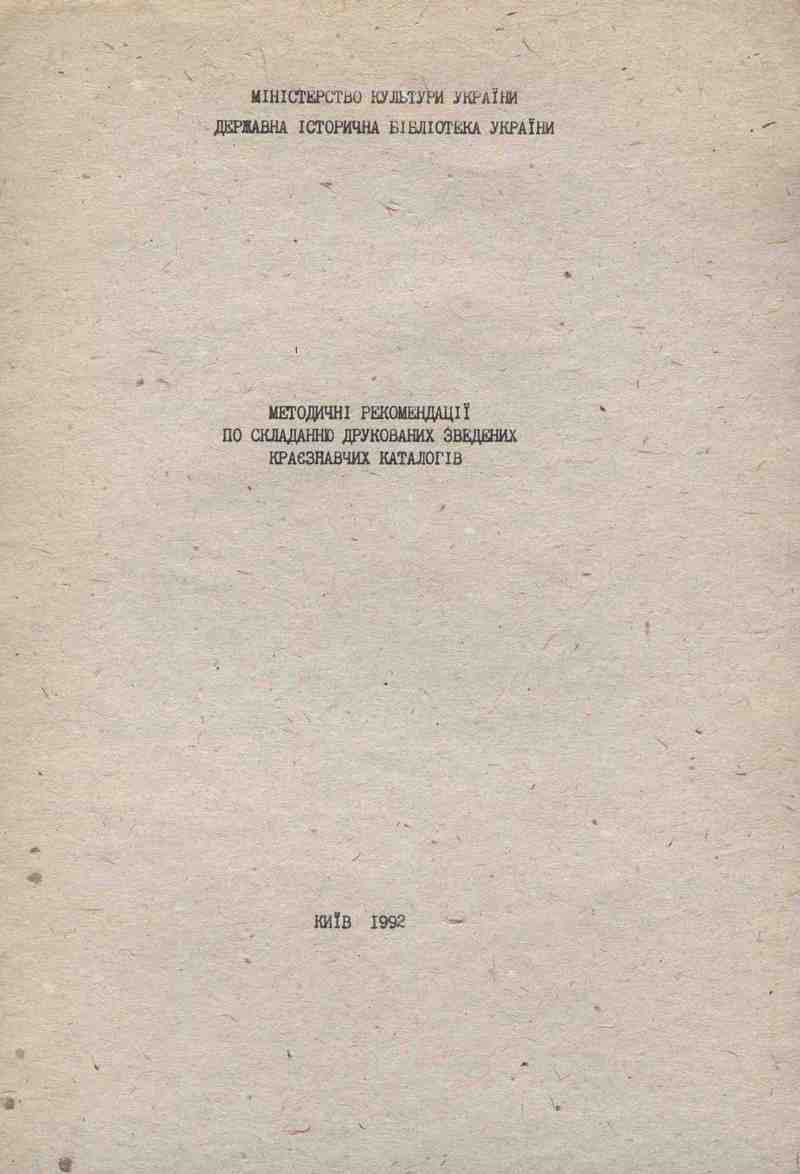 МІНІСТЕРСТВО КУЛЬТУРИ УКРАЇНИ
ДЕРЖАВНА ІСТОРИЧНА БІБЛІОТЕКА УКРАЇНИ
МЕТОДИЧНІ РЕКОМЕНДАЦІЇ
ПО СКЛАДАННЮ ДРУКОВАНИХ ЗВЕДЕНИХ
КРАЄЗНАВЧИХ КАТАЛОГІВ
КИЇВ 1992